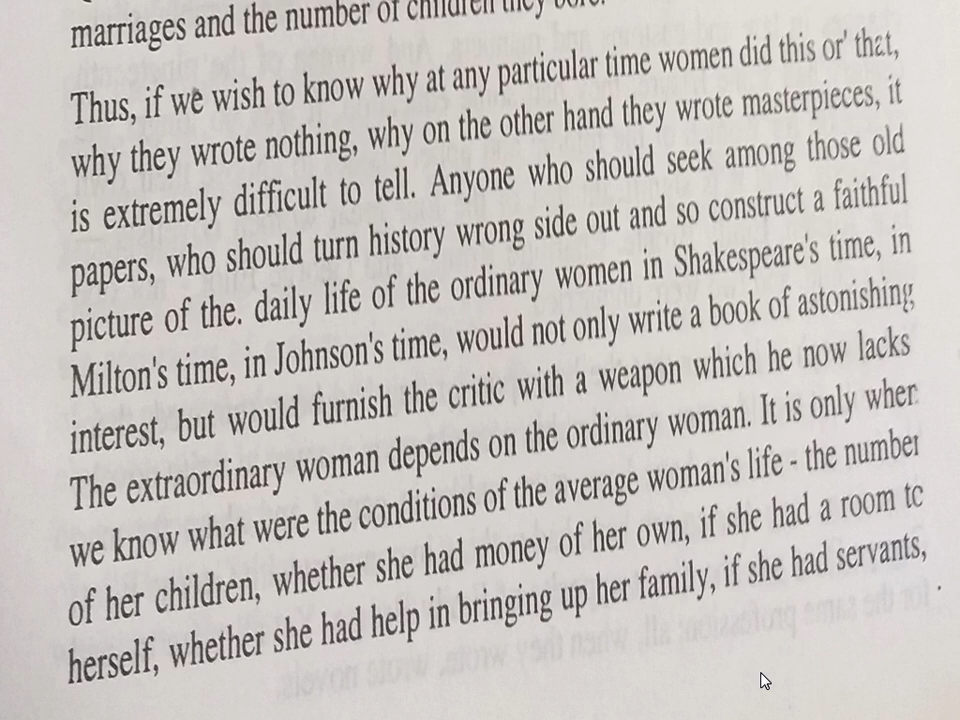 marriages and the number of children they bore.
Thus, if we wish to know why at any particular time women did this or' that,
why they wrote nothing, why on the other hand they wrote masterpieces, it
is extremely difficult to tell. Anyone who should seek among those old
papers, who should turn history wrong side out and so construct a faithful
picture of the. daily life of the ordinary women in Shakespeare's time, in
Milton's time, in Johnson's time, would not only write a book of astonishing
interest, but would furnish the critic with a weapon which he now lacks
The extraordinary woman depends on the ordinary woman. It is only when
we know what were the conditions of the average woman's life - the number
of her children, whether she had money of her own, if she had a room to
herself, whether she had help in bringing up her family, if she had servants,